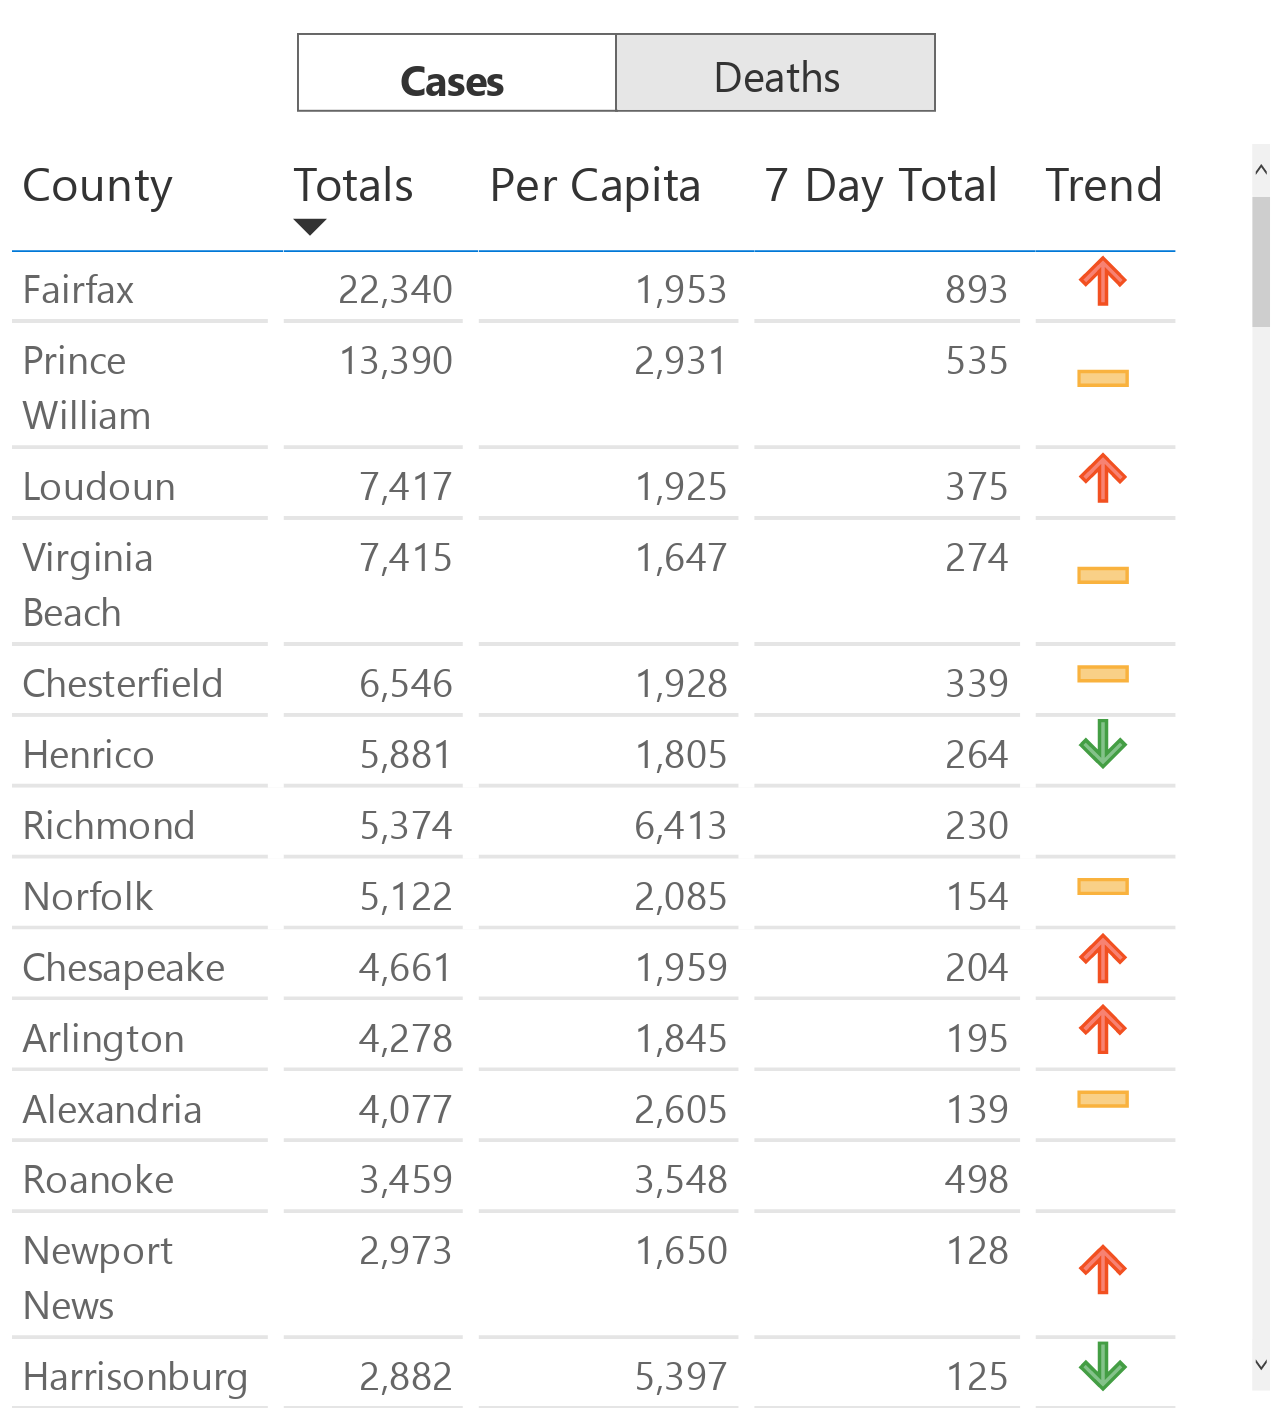 Cases Deaths
County Totals Per Capita 7 Day Total Trend
Fairfax 22,340 1,953 893
Prince 13,390 2,931 535
William
Loudoun 7,417 1,925 375
Virginia 7,415 1,647 274
Beach
Chesterfield 6,546 1,928 339
Henrico 5,881 1,805 264
Richmond 5,374 6,413 230
Norfolk 5,122 2,085 154
Chesapeake 4,661 1,959 204
Arlington 4,278 1,845 195
Alexandria 4,077 2,605 139
Roanoke 3,459 3,548 498
Newport 2,973 1,650 128
News
Harrisonburg 2,882 5,397 125